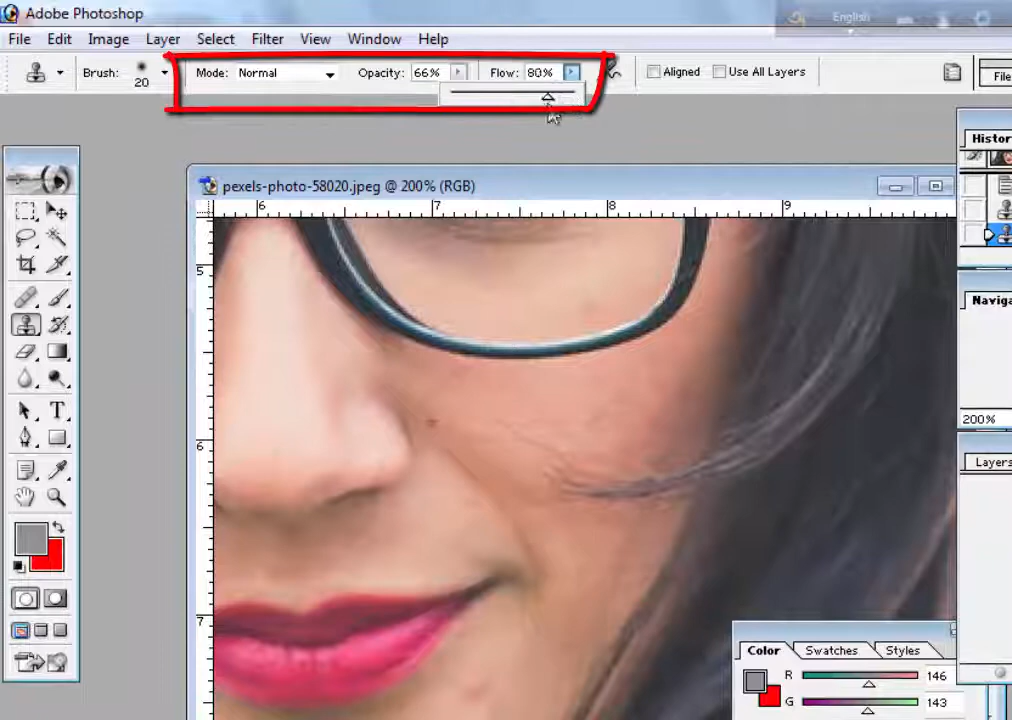 Adobe Photoshop
English
File Edit Image Layer Select Filter View Window Help
Brush: 20 Mode: Normal Opacity: 66% Flow: 80% Aligned Use All Layers File
Histor
pexels-photo-58020.jpeg @ 200% (RGB)
6 7 8 9
5
Naviga
200%
6
Layers
T
7
Color Swatches Styles
R 146
G 143